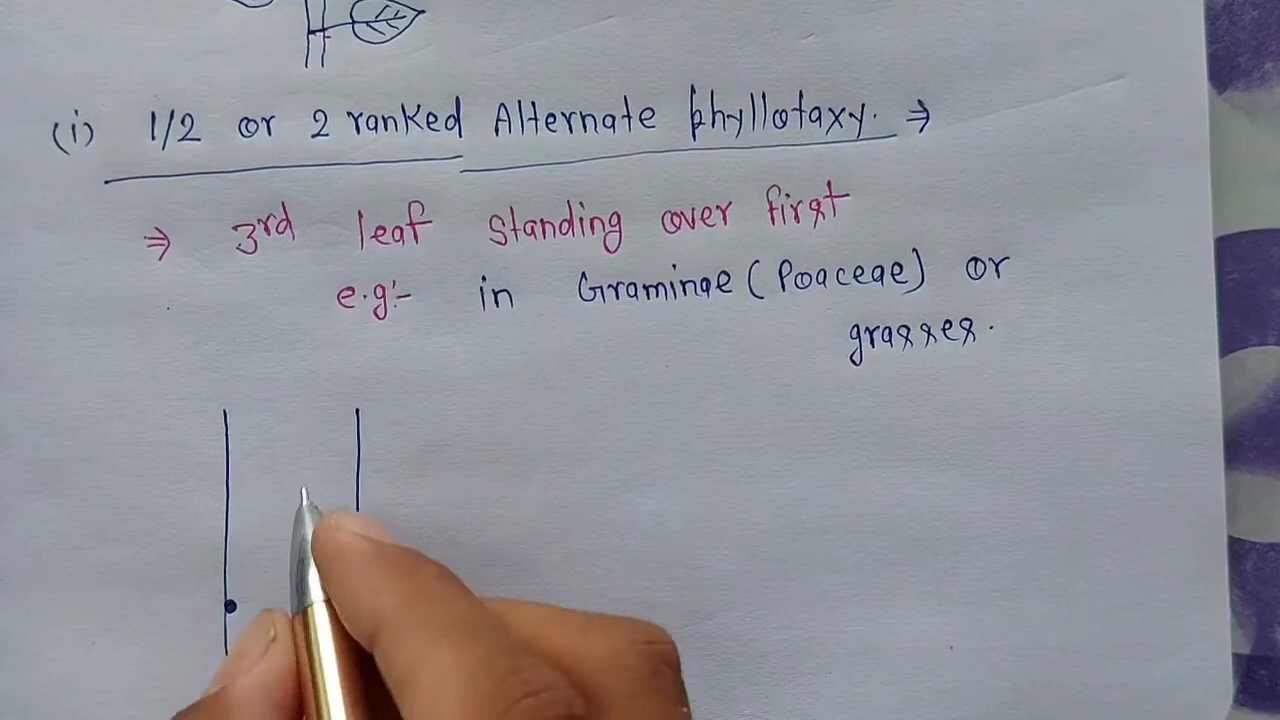 (i) 1/2 or 2 ranked Alternate phyllotaxy. ⇒
⇒ 3rd leaf standing over first
e.g:- in Graminae (Poaceae) or
grasses.